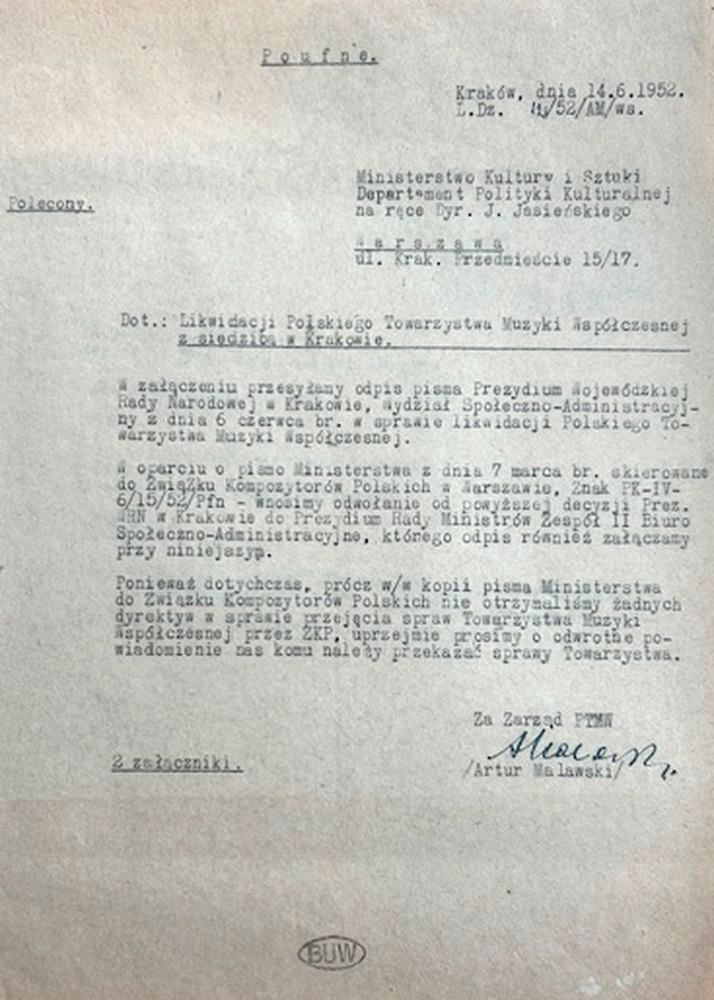 Poufne.
Kraków, dnia 14.6.1952.
L.Dz. /52/AM/ws.
Polecony.
Ministerstwo Kultury i Sztuki
Departament Polityki Kulturalnej
na ręce Dyr. J. Jasieńskiego
Warszawa
ul. Krak. Przedmieście 15/17.
Dot.: Likwidacji Polskiego Towarzystwa Muzyki Współczesnej
z siedzibą w Krakowie.
W załączeniu przesyłamy odpis pisma Prezydium Wojewódzkiej
Rady Narodowej w Krakowie, wydział Społeczno-Administracyj-
ny z dnia 6 czerwca br. w sprawie likwidacji Polskiego To-
warzystwa Muzyki Współczesnej.
W oparciu o pismo Ministerstwa z dnia 7 marca br. skierowane
do Związku Kompozytorów Polskich w Warszawie, Znak PK-IV-
6/15/52/Pfn - wnosimy odwołanie od powyższej decyzji Prez.
WRN w Krakowie do Prezydium Rady Ministrów Zespół II Biuro
Społeczno-Administracyjne, którego odpis również załączamy
przy niniejszym.
Ponieważ dotychczas, prócz w/w kopii pisma Ministerstwa
do Związku Kompozytorów Polskich nie otrzymaliśmy żadnych
dyrektyw w sprawie przejęcia spraw Towarzystwa Muzyki
Współczesnej przez ZKP, uprzejmie prosimy o odwrotne po-
wiadomienie nas komu należy przekazać sprawy Towarzystwa.
Za Zarząd PTMW
2 załączniki.
/Artur Malawski/
BUW